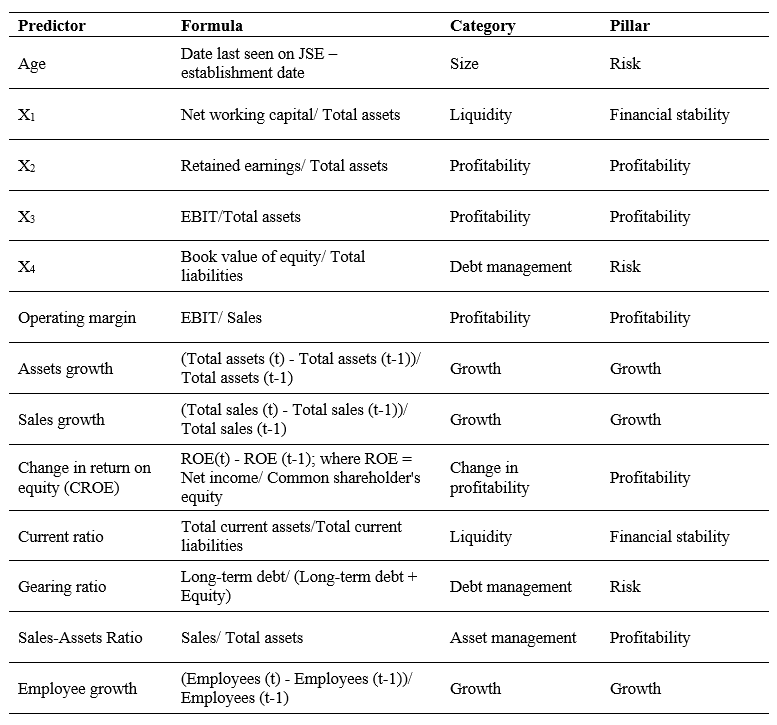 Predictor Formula Category Pillar
Age Date last seen on JSE – establishment date Size Risk
X₁ Net working capital/ Total assets Liquidity Financial stability
X₂ Retained earnings/ Total assets Profitability Profitability
X₃ EBIT/Total assets Profitability Profitability
X₄ Book value of equity/ Total liabilities Debt management Risk
Operating margin EBIT/ Sales Profitability Profitability
Assets growth (Total assets (t) - Total assets (t-1))/ Total assets (t-1) Growth Growth
Sales growth (Total sales (t) - Total sales (t-1))/ Total sales (t-1) Growth Growth
Change in return on equity (CROE) ROE(t) - ROE (t-1); where ROE = Net income/ Common shareholder's equity Change in profitability Profitability
Current ratio Total current assets/Total current liabilities Liquidity Financial stability
Gearing ratio Long-term debt/ (Long-term debt + Equity) Debt management Risk
Sales-Assets Ratio Sales/ Total assets Asset management Profitability
Employee growth (Employees (t) - Employees (t-1))/ Employees (t-1) Growth Growth